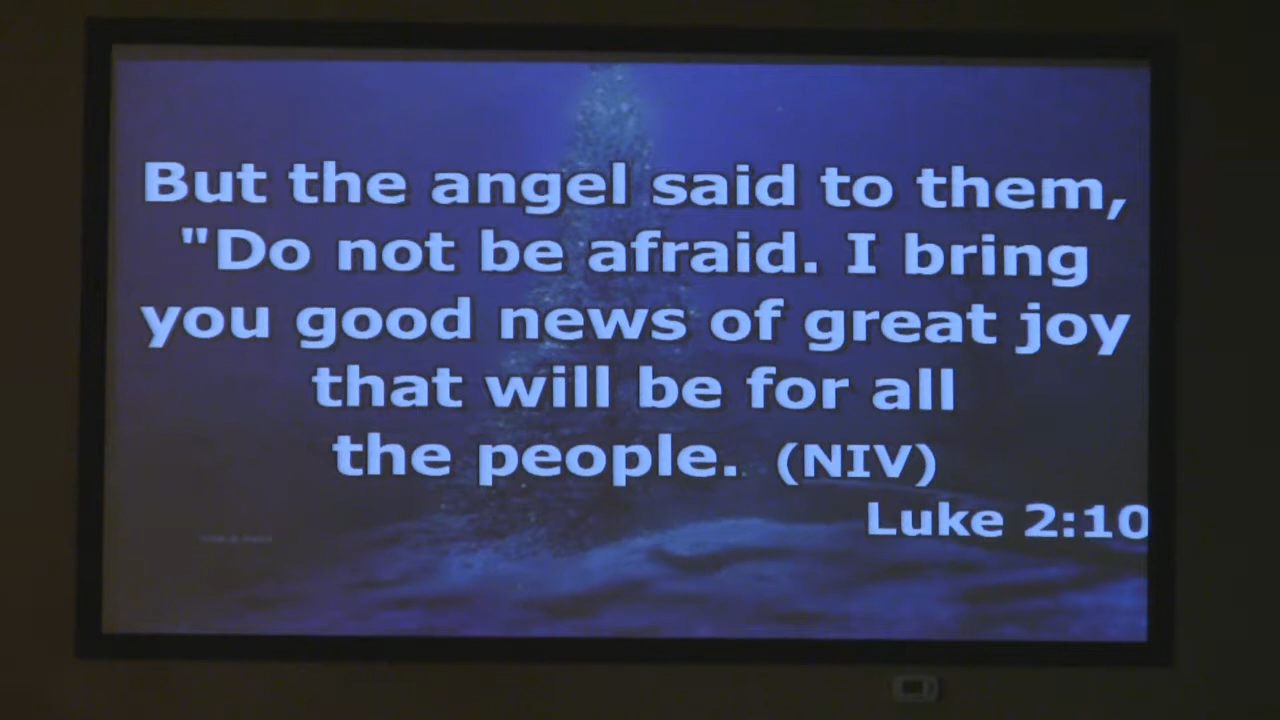 But the angel said to them,
"Do not be afraid. I bring
you good news of great joy
that will be for all
the people. (NIV)
Luke 2:10